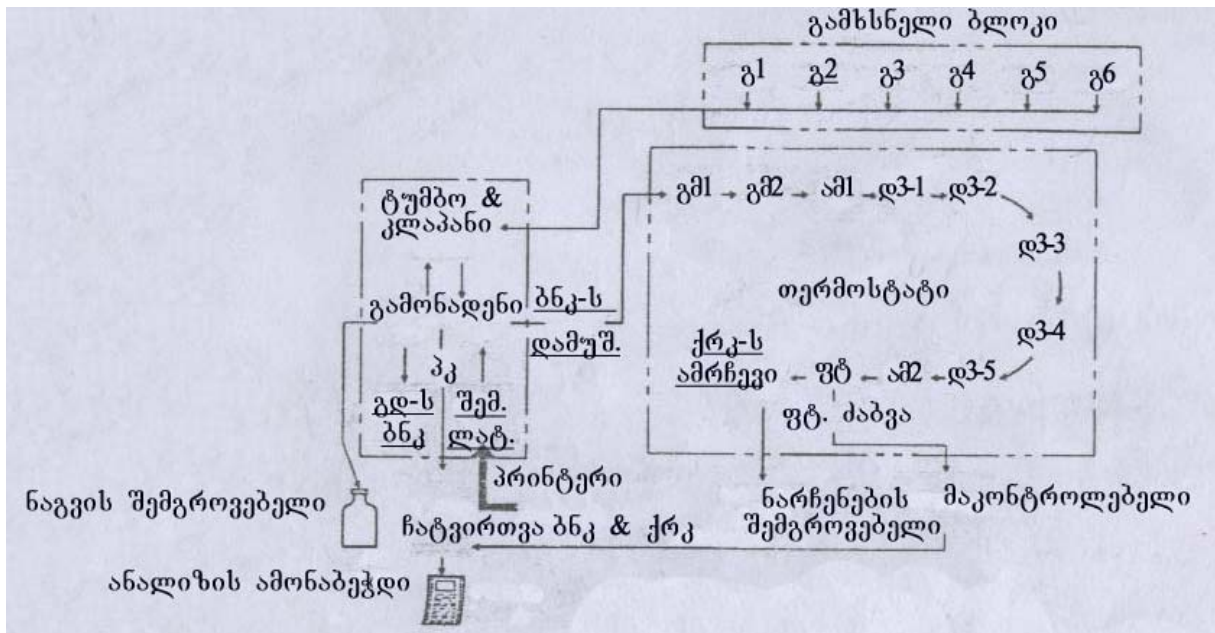 გამხსნელი ბლოკი
გ1 გ2 გ3 გ4 გ5 გ6
ტუმბო &
კლაპანი
გმ1 გმ2 ამ1 დ3-1 დ3-2
დ3-3
თერმოსტატი
დ3-4
გამონადენი ბნკ-ს
დამუშ.
ქრკ-ს
ამრჩევი ფტ ამ2 დ3-5
ფტ. ძაბვა
პკ
გდ-ს
ბნკ
შემ.
ლატ.
პრინტერი
ნაგვის შემგროვებელი
ნარჩენების
შემგროვებელი
მაკონტროლებელი
ჩატვირთვა ბნკ & ქრკ
ანალიზის ამონაბეჭდი